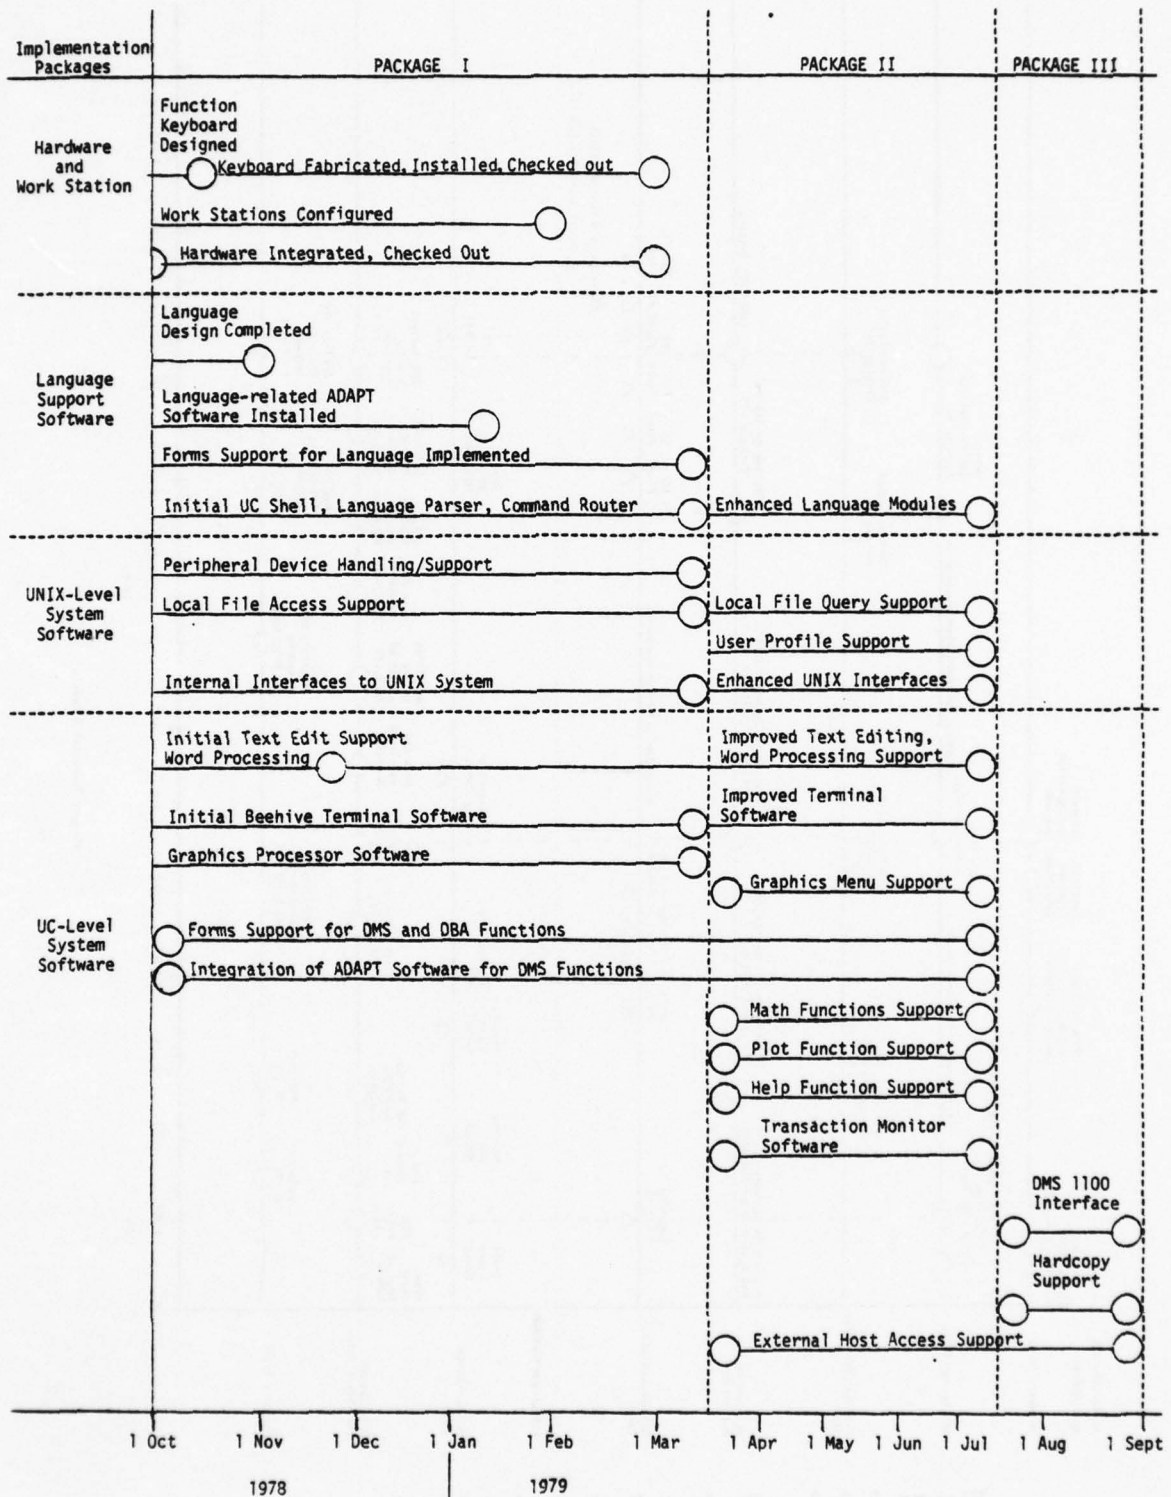 Implementation
Packages
PACKAGE I
PACKAGE II
PACKAGE III
Hardware
and
Work Station
Function
Keyboard
Designed
Keyboard Fabricated, Installed, Checked out
Work Stations Configured
Hardware Integrated, Checked Out
Language
Support
Software
Language
Design Completed
Language-related ADAPT
Software Installed
Forms Support for Language Implemented
Initial UC Shell, Language Parser, Command Router
Enhanced Language Modules
UNIX-Level
System
Software
Peripheral Device Handling/Support
Local File Access Support
Local File Query Support
User Profile Support
Internal Interfaces to UNIX System
Enhanced UNIX Interfaces
UC-Level
System
Software
Initial Text Edit Support
Word Processing
Improved Text Editing,
Word Processing Support
Initial Beehive Terminal Software
Improved Terminal
Software
Graphics Processor Software
Graphics Menu Support
Forms Support for DMS and DBA Functions
Integration of ADAPT Software for DMS Functions
Math Functions Support
Plot Function Support
Help Function Support
Transaction Monitor
Software
DMS 1100
Interface
Hardcopy
Support
External Host Access Support
1 Oct 1 Nov 1 Dec 1 Jan 1 Feb 1 Mar 1 Apr 1 May 1 Jun 1 Jul 1 Aug 1 Sept
1978 1979